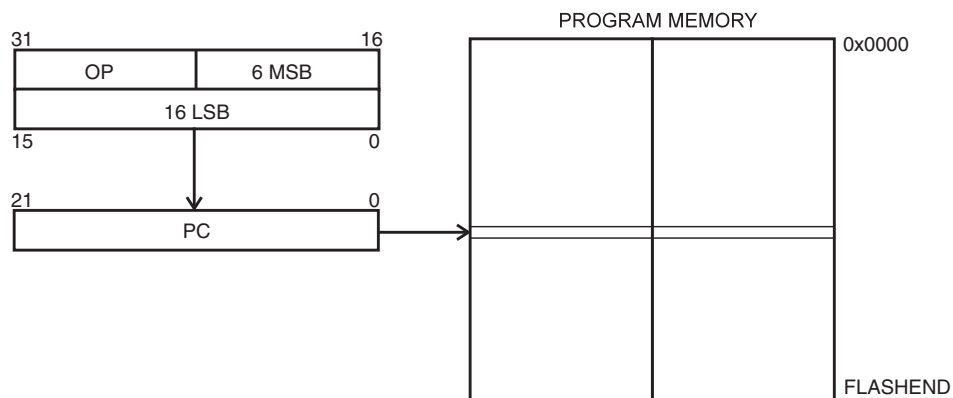 PROGRAM MEMORY
31 16
0x0000
OP 6 MSB
16 LSB
15 0
21 0
PC
FLASHEND